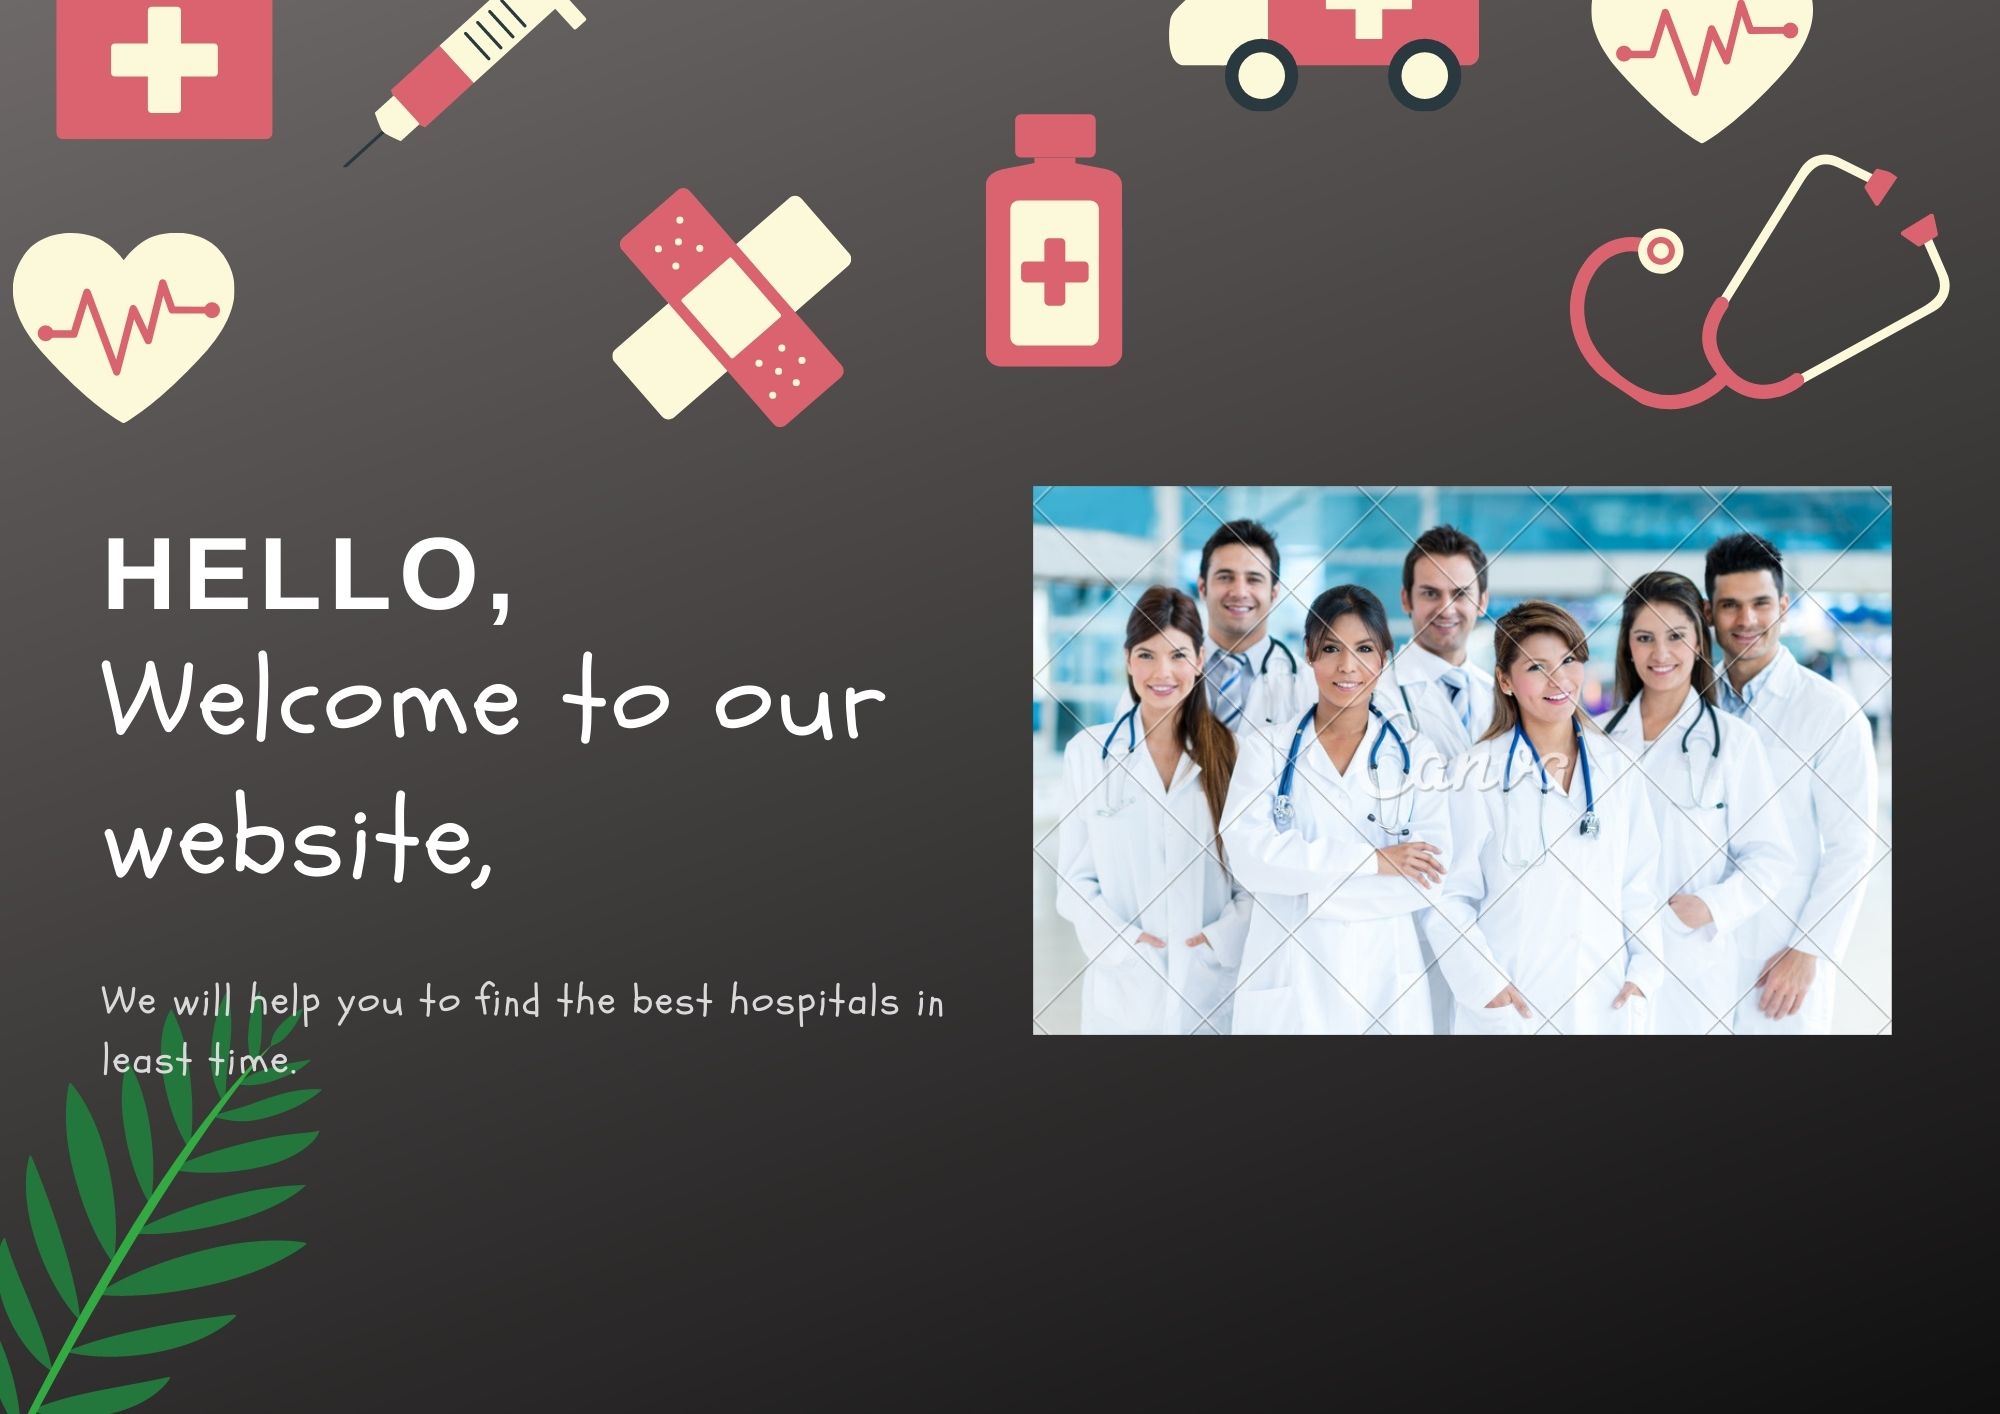 HELLO,
Welcome to our
website,
We will help you to find the best hospitals in
least time.
Canva